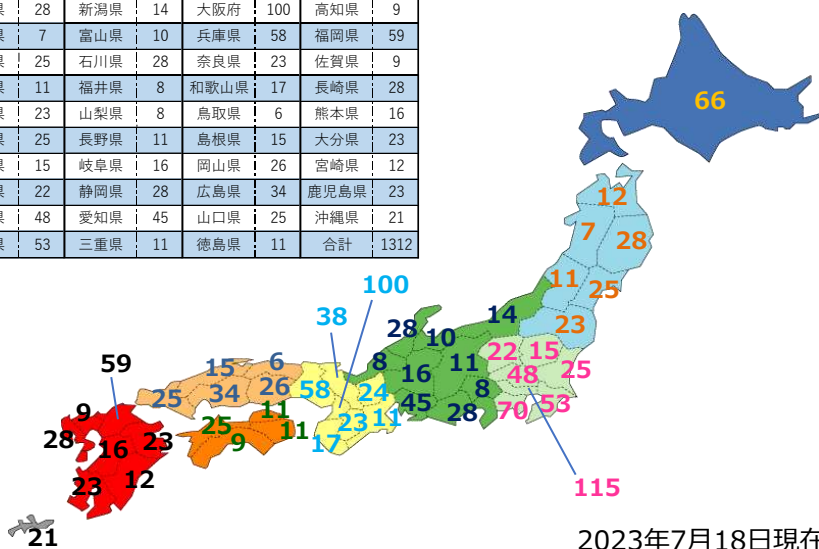 県 28 新潟県 14 大阪府 100 高知県 9
県 7 富山県 10 兵庫県 58 福岡県 59
県 25 石川県 28 奈良県 23 佐賀県 9
県 11 福井県 8 和歌山県 17 長崎県 28
県 23 山梨県 8 鳥取県 6 熊本県 16
県 25 長野県 11 島根県 15 大分県 23
県 15 岐阜県 16 岡山県 26 宮崎県 12
県 22 静岡県 28 広島県 34 鹿児島県 23
県 48 愛知県 45 山口県 25 沖縄県 21
県 53 三重県 11 徳島県 11 合計 1312
66
12
7 28
11 25
23
100
38
14
28 10
22 15 25
8 16 11 48
59
15 6
25 34 26 58 24 45 28 8 70 53
11
25 9 11
17 23 11
9
28 16 23
23 12
115
21
2023年7月18日現在